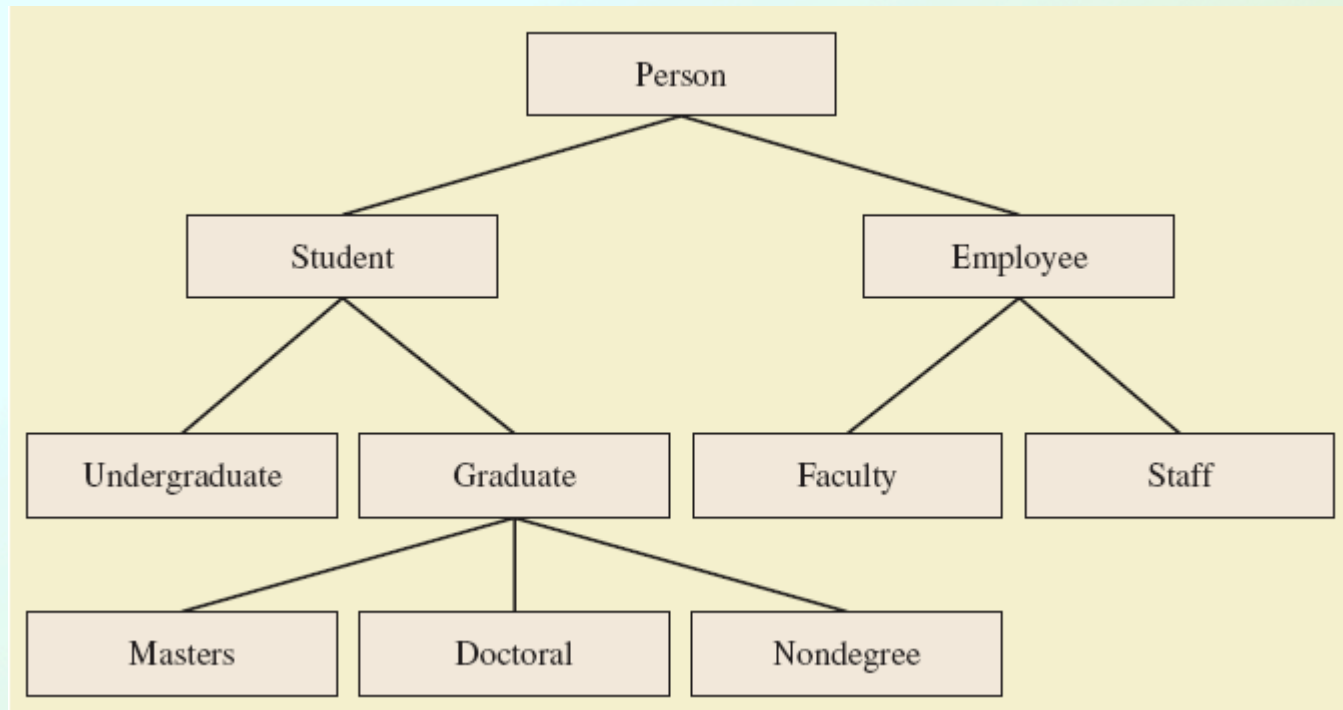 Person
Student
Employee
Undergraduate
Graduate
Faculty
Staff
Masters
Doctoral
Nondegree